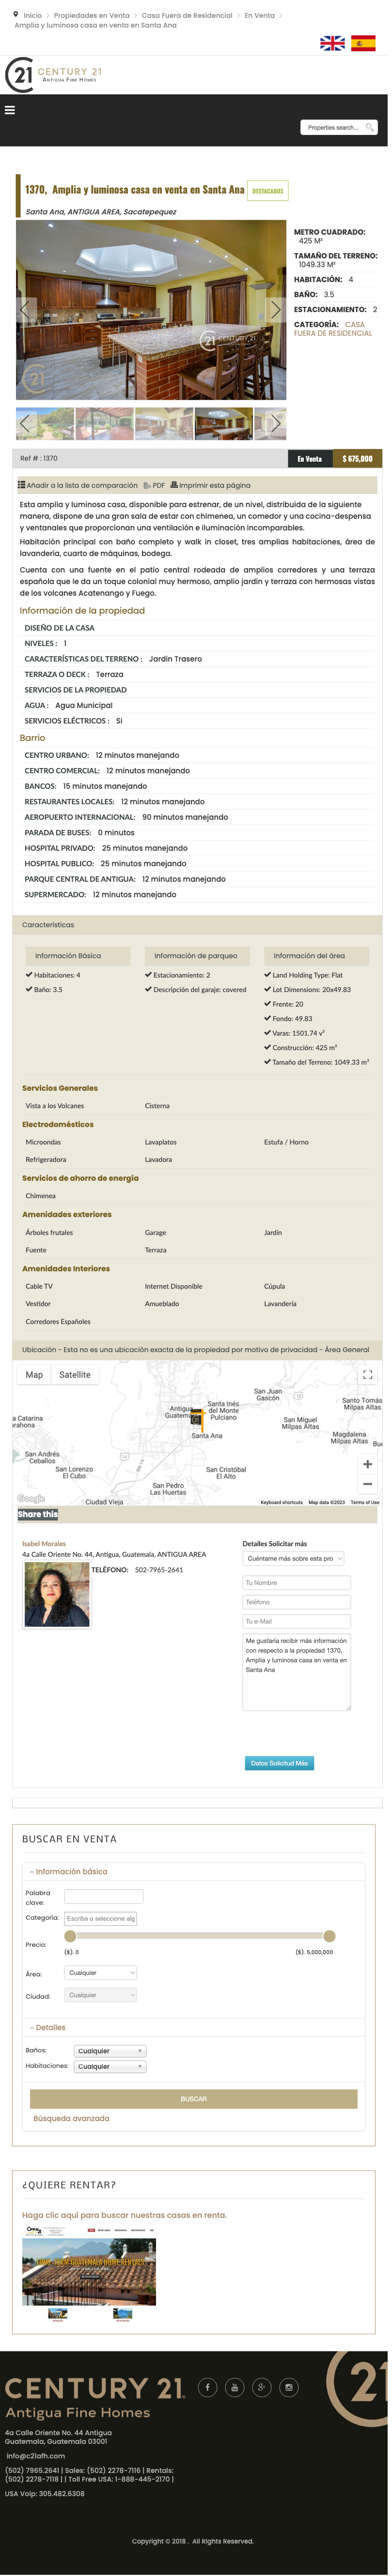 Inicio > Propiedades en Venta > Casa Fuera de Residencial > En Venta >
Amplia y luminosa casa en venta en Santa Ana
21 CENTURY 21
Antigua Fine Homes
Properties search...
1370, Amplia y luminosa casa en venta en Santa Ana DESTACADOS
Santa Ana, ANTIGUA AREA, Sacatepequez
METRO CUADRADO:
425 M²
TAMAÑO DEL TERRENO:
1049.33 M²
HABITACIÓN: 4
BAÑO: 3.5
ESTACIONAMIENTO: 2
CATEGORÍA: CASA
FUERA DE RESIDENCIAL
21 CENTURY 21
Ref # : 1370
En Venta
$ 675,000
Añadir a la lista de comparación PDF Imprimir esta página
Esta amplia y luminosa casa, disponible para estrenar, de un nivel, distribuida de la siguiente
manera, dispone de una gran sala de estar con chimenea, un comedor y una cocina-despensa
y ventanales que proporcionan una ventilación e iluminación incomparables.
Habitación principal con baño completo y walk in closet, tres amplias habitaciones, área de
lavandería, cuarto de máquinas, bodega.
Cuenta con una fuente en el patio central rodeada de amplios corredores y una terraza
española que le da un toque colonial muy hermoso, amplio jardín y terraza con hermosas vistas
de los volcanes Acatenango y Fuego.
Información de la propiedad
DISEÑO DE LA CASA
NIVELES : 1
CARACTERÍSTICAS DEL TERRENO : Jardin Trasero
TERRAZA O DECK : Terraza
SERVICIOS DE LA PROPIEDAD
AGUA : Agua Municipal
SERVICIOS ELÉCTRICOS : Si
Barrio
CENTRO URBANO: 12 minutos manejando
CENTRO COMERCIAL: 12 minutos manejando
BANCOS: 15 minutos manejando
RESTAURANTES LOCALES: 12 minutos manejando
AEROPUERTO INTERNACIONAL: 90 minutos manejando
PARADA DE BUSES: 0 minutos
HOSPITAL PRIVADO: 25 minutos manejando
HOSPITAL PUBLICO: 25 minutos manejando
PARQUE CENTRAL DE ANTIGUA: 12 minutos manejando
SUPERMERCADO: 12 minutos manejando
Características
Información Básica
Información de parqueo
Información del área
Habitaciones: 4
Estacionamiento: 2
Land Holding Type: Flat
Baño: 3.5
Descripción del garaje: covered
Lot Dimensions: 20x49.83
Frente: 20
Fondo: 49.83
Varas: 1501.74 v²
Construcción: 425 m²
Tamaño del Terreno: 1049.33 m²
Servicios Generales
Vista a los Volcanes
Cisterna
Electrodomésticos
Microondas
Lavaplatos
Estufa / Horno
Refrigeradora
Lavadora
Servicios de ahorro de energía
Chimenea
Amenidades exteriores
Árboles frutales
Garage
Jardín
Fuente
Terraza
Amenidades Interiores
Cable TV
Internet Disponible
Cúpula
Vestidor
Amueblado
Lavandería
Corredores Españoles
Ubicación - Esta no es una ubicación exacta de la propiedad por motivo de privacidad - Área General
Map
Satellite
San Juan
Gascón
Santo Tomás
Milpas Altas
Santa Inés
del Monte
Pulciano
Antigua
Guatemala
a Catarina
arahona
San Miguel
Milpas Altas
Santa Ana
Magdalena
Milpas Altas
San Andrés
Ceballos
San Lorenzo
El Cubo
San Cristóbal
El Alto
San Pedro
Las Huertas
Ciudad Vieja
Google
Keyboard shortcuts
Map data ©2023
Terms of Use
Share this
Isabel Morales
4a Calle Oriente No. 44, Antigua, Guatemala, ANTIGUA AREA
TELÉFONO: 502-7965-2641
Detalles Solicitar más
Cuéntame más sobre esta pro
Tu Nombre
Teléfono
Tu e-Mail
Me gustaría recibir más información
con respecto a la propiedad 1370,
Amplia y luminosa casa en venta en
Santa Ana
Datos Solicitud Más
BUSCAR EN VENTA
Información básica
Palabra
clave:
Categoría: Escriba o seleccione alg
Precio:
($). 0
($). 5,000,000
Área: Cualquier
Ciudad: Cualquier
Detalles
Baños: Cualquier
Habitaciones: Cualquier
BUSCAR
Búsqueda avanzada
¿QUIERE RENTAR?
Haga clic aquí para buscar nuestras casas en renta.
CENTURY 21.
Antigua Fine Homes
4a Calle Oriente No. 44 Antigua
Guatemala, Guatemala 03001
info@c21afh.com
(502) 7965.2641 | Sales: (502) 2278-7116 | Rentals:
(502) 2278-7118 | | Toll Free USA: 1-888-445-2170 |
USA Voip: 305.482.6308
Copyright © 2018 . All Rights Reserved.